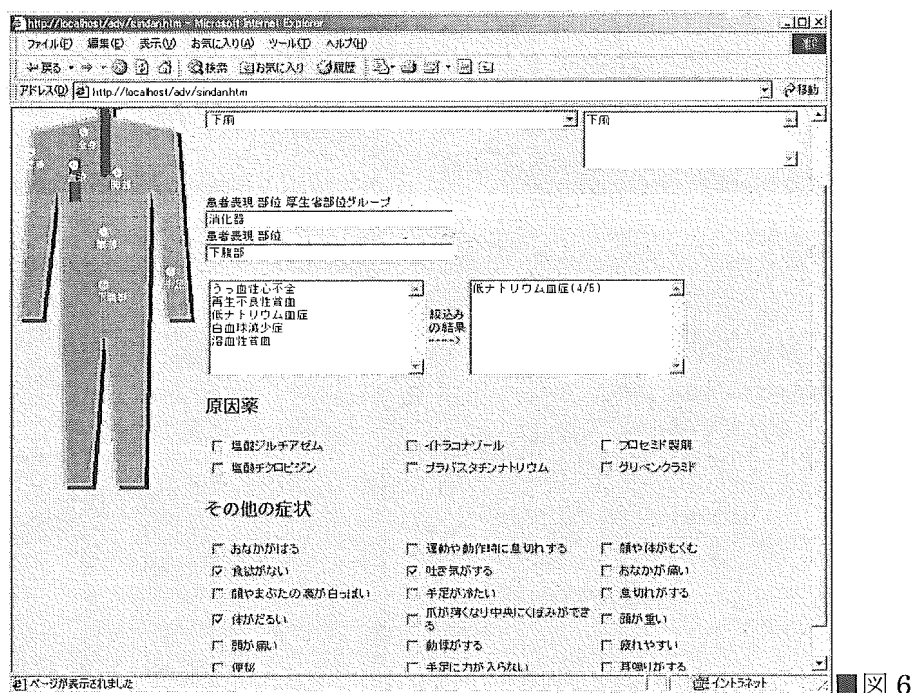 http://localhost/adv/sindan.htm - Microsoft Internet Explorer
ファイル(F) 編集(E) 表示(V) お気に入り(A) ツール(T) ヘルプ(H)
戻る 検索 お気に入り 履歴
アドレス(D) http://localhost/adv/sindan.htm 移動
下痢 下痢
患者表現 部位 厚生省部位グループ
消化器
患者表現 部位
下腹部
うっ血性心不全
再生不良性貧血
低ナトリウム血症
白血球減少症
溶血性貧血
絞込み
の結果
---->
低ナトリウム血症(4/5)
原因薬
塩酸ジルチアゼム イトラコナゾール フロセミド製剤
塩酸チクロピジン プラバスタチンナトリウム グリベンクラミド
その他の症状
おなかがはる 運動や動作時に息切れする 顔や体がむくむ
食欲がない 吐き気がする おなかが痛い
顔やまぶたの裏が白っぽい 手足が冷たい 息切れがする
体がだるい 爪が薄くなり中央にくぼみができる 頭が重い
頭が痛い 動悸がする 疲れやすい
便秘 手足に力が入らない 耳鳴りがする
ページが表示されました イントラネット
図 6